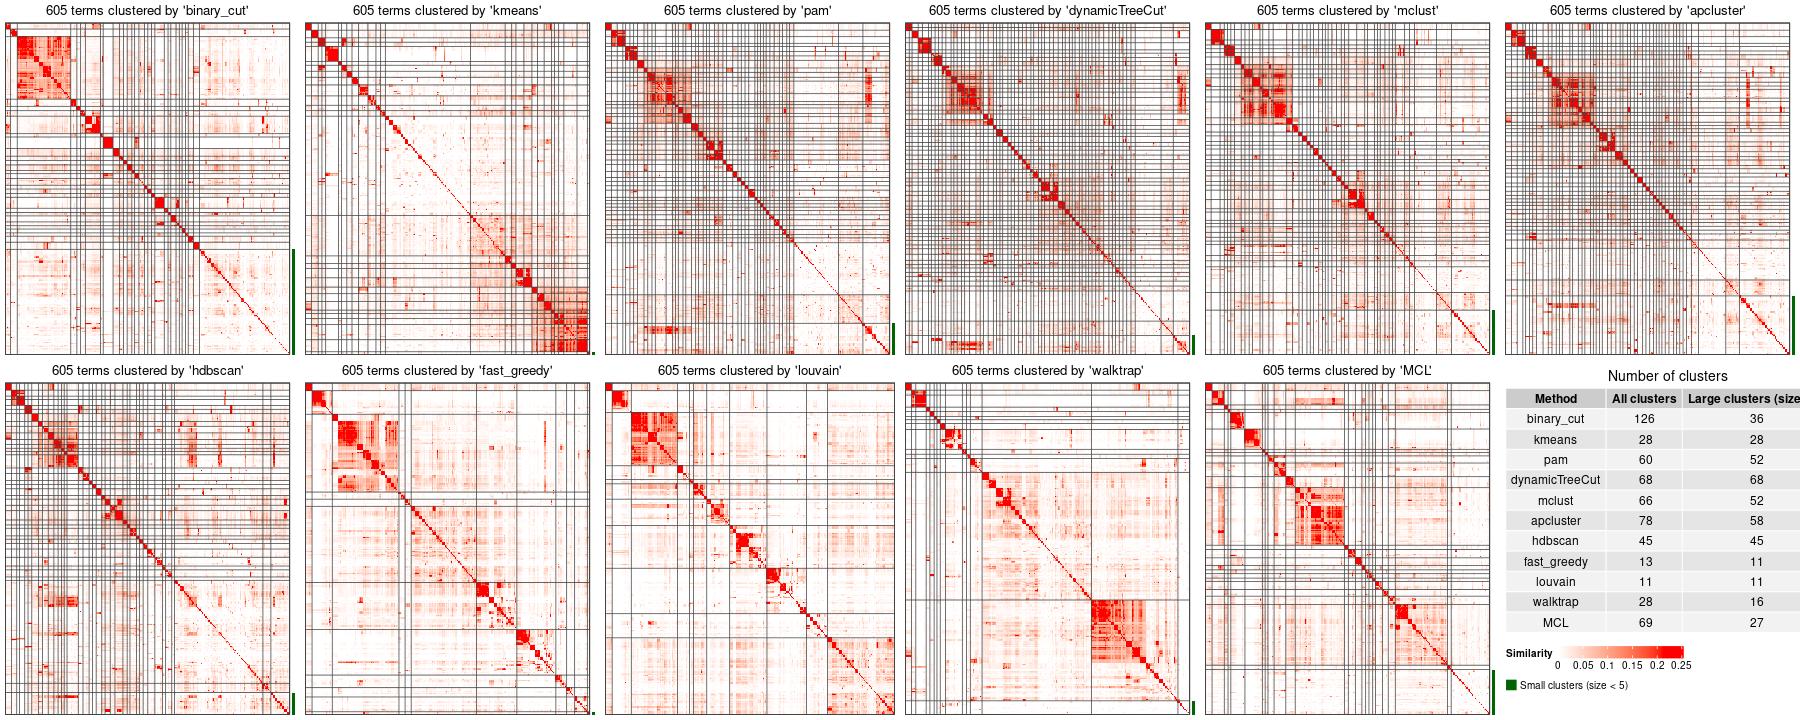 605 terms clustered by 'binary_cut'
605 terms clustered by 'kmeans'
605 terms clustered by 'pam'
605 terms clustered by 'dynamicTreeCut'
605 terms clustered by 'mclust'
605 terms clustered by 'apcluster'
605 terms clustered by 'hdbscan'
605 terms clustered by 'fast_greedy'
605 terms clustered by 'louvain'
605 terms clustered by 'walktrap'
605 terms clustered by 'MCL'
Number of clusters
Method All clusters Large clusters (size
binary_cut 126 36
kmeans 28 28
pam 60 52
dynamicTreeCut 68 68
mclust 66 52
apcluster 78 58
hdbscan 45 45
fast_greedy 13 11
louvain 11 11
walktrap 28 16
MCL 69 27
Similarity
0 0.05 0.1 0.15 0.2 0.25
Small clusters (size < 5)